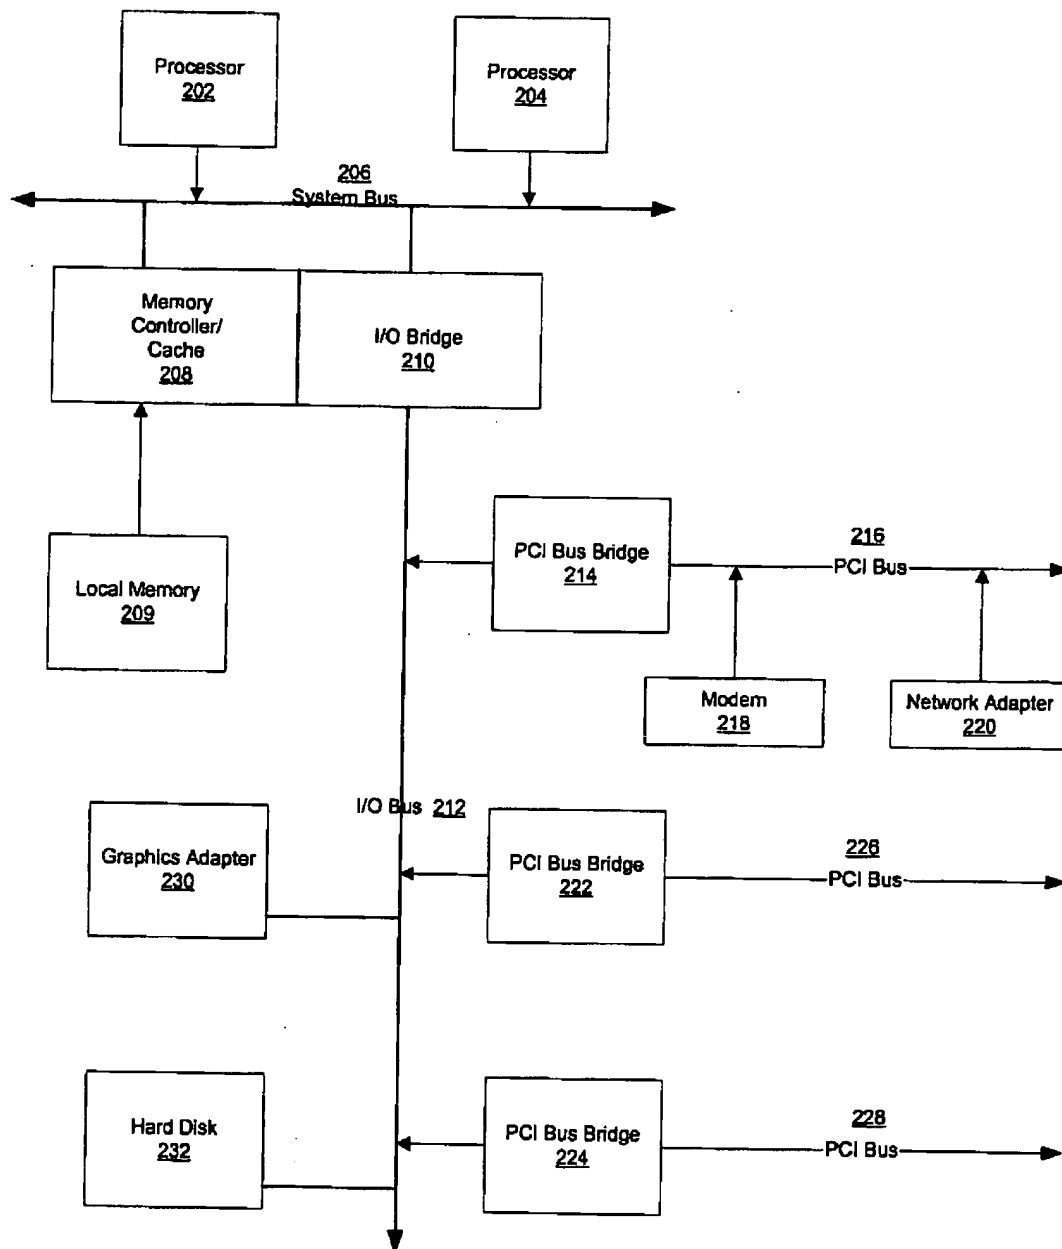 Processor
202
Processor
204
206
System Bus
Memory
Controller/
Cache
208
I/O Bridge
210
Local Memory
209
PCI Bus Bridge
214
216
PCI Bus
Modem
218
Network Adapter
220
I/O Bus 212
Graphics Adapter
230
PCI Bus Bridge
222
226
PCI Bus
Hard Disk
232
PCI Bus Bridge
224
228
PCI Bus